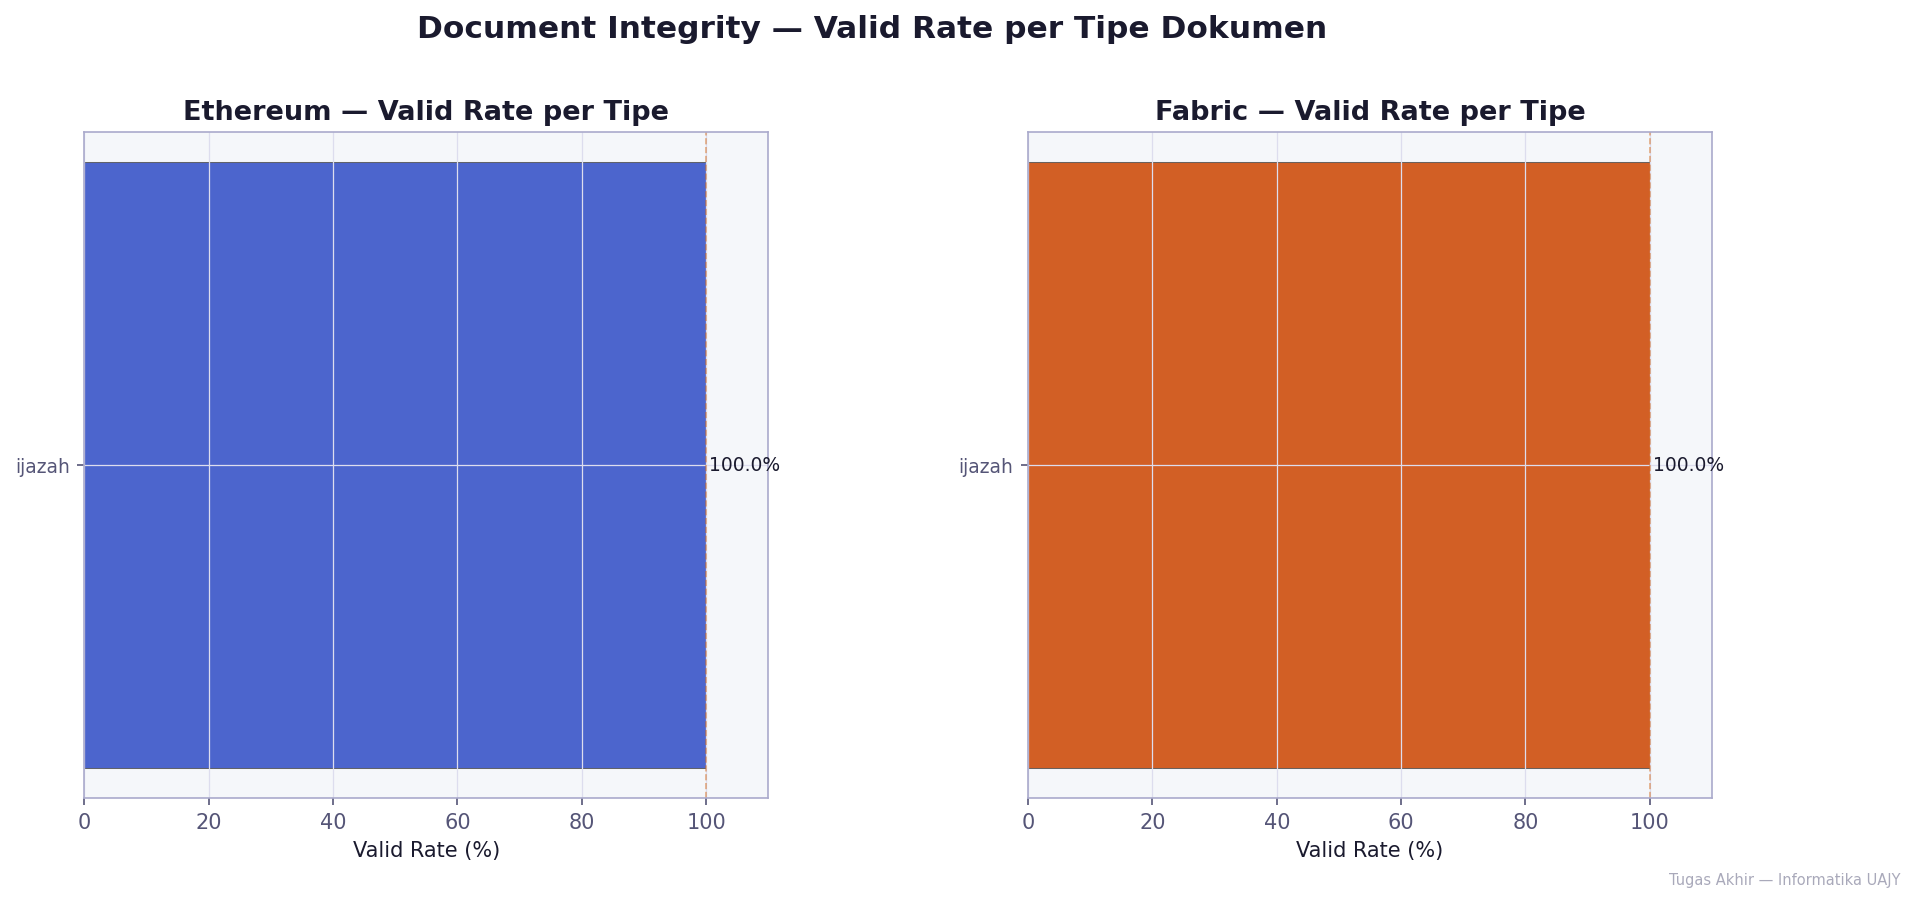 Document Integrity — Valid Rate per Tipe Dokumen
Ethereum — Valid Rate per Tipe
ijazah
100.0%
0 20 40 60 80 100
Valid Rate (%)
Fabric — Valid Rate per Tipe
ijazah
100.0%
0 20 40 60 80 100
Valid Rate (%)
Tugas Akhir — Informatika UAJY